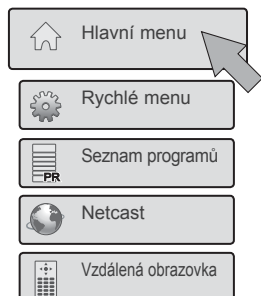 Hlavní menu
Rychlé menu
PR
Seznam programů
Netcast
Vzdálená obrazovka